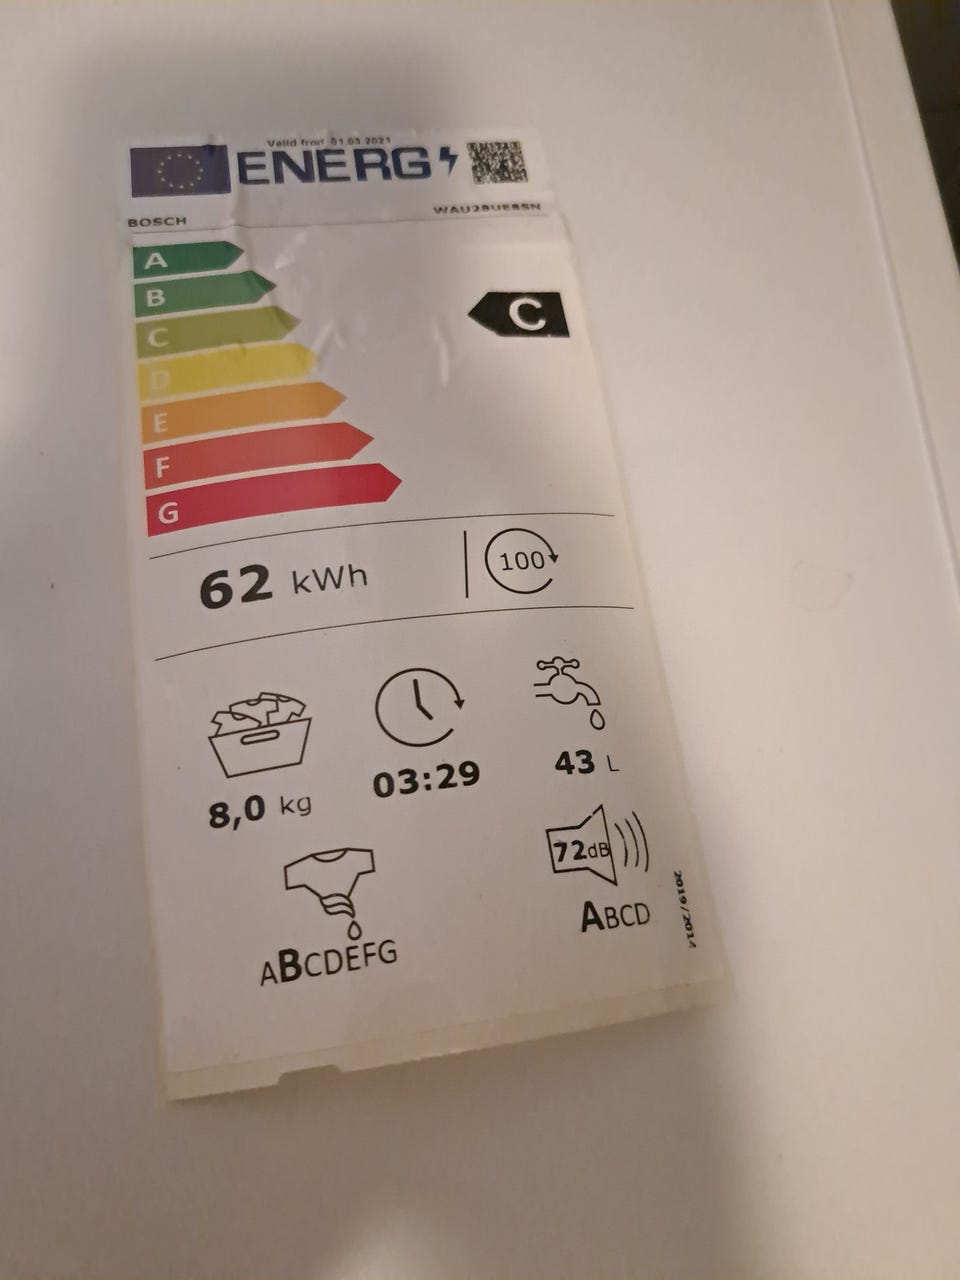 Valid from 01.03.2021
ENERG
BOSCH
WAU28UE8SN
A
B
C
C
D
E
F
G
62 kWh
100
8,0 kg
03:29
43 L
72dB
ABCDEFG
ABCD
2019/2014